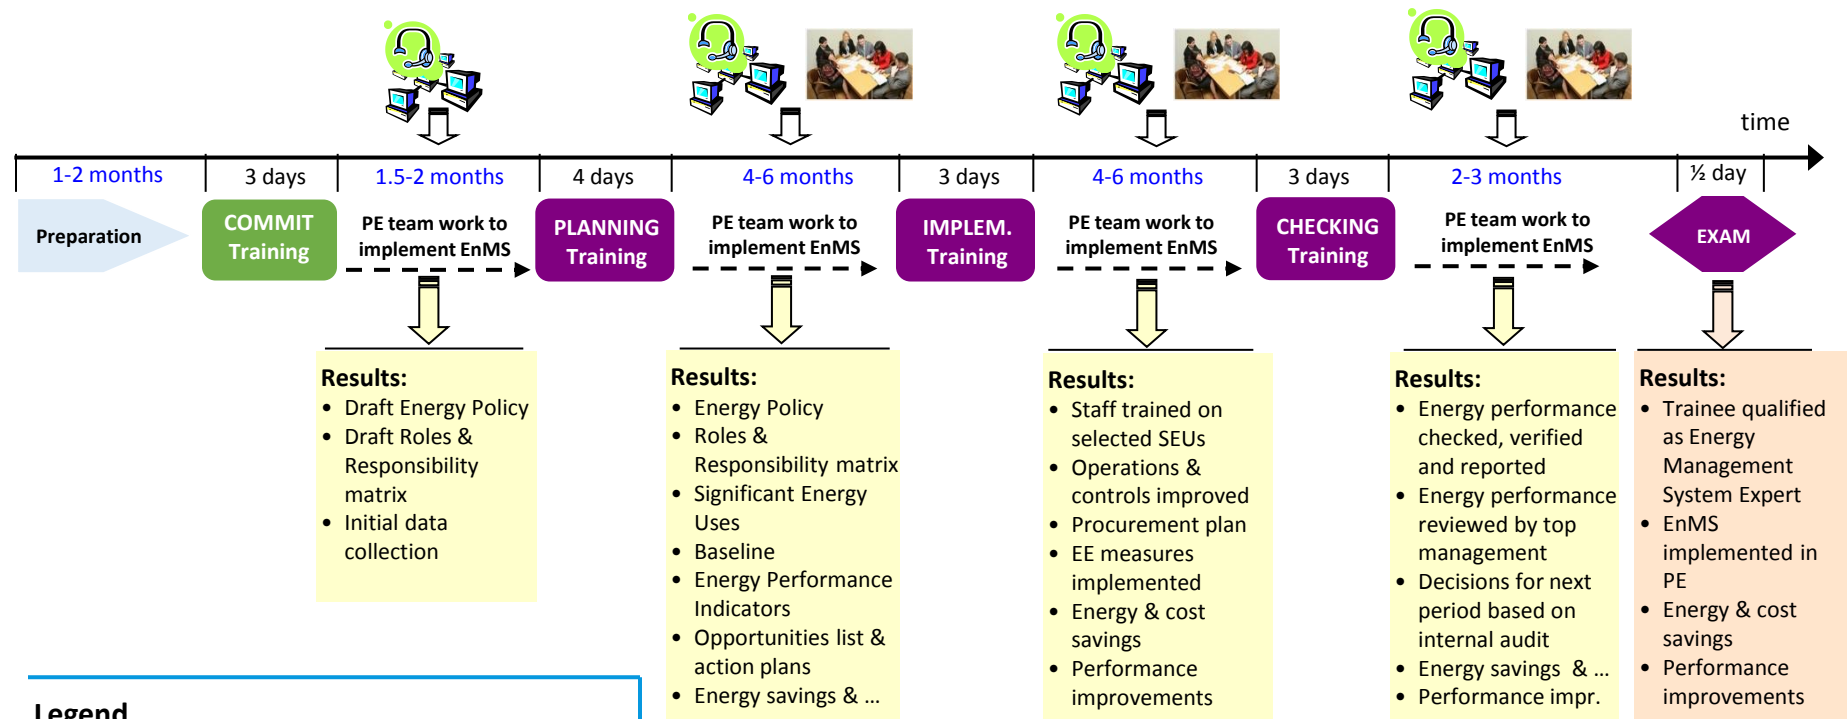 time
1-2 months
3 days
1.5-2 months
4 days
4-6 months
3 days
4-6 months
3 days
2-3 months
½ day
Preparation
COMMIT
Training
PE team work to
implement EnMS
PLANNING
Training
PE team work to
implement EnMS
IMPLEM.
Training
PE team work to
implement EnMS
CHECKING
Training
PE team work to
implement EnMS
EXAM
Results:
• Draft Energy Policy
• Draft Roles &
Responsibility
matrix
• Initial data
collection
Results:
• Energy Policy
• Roles &
Responsibility matrix
• Significant Energy
Uses
• Baseline
• Energy Performance
Indicators
• Opportunities list &
action plans
• Energy savings & ...
Results:
• Staff trained on
selected SEUs
• Operations &
controls improved
• Procurement plan
• EE measures
implemented
• Energy & cost
savings
• Performance
improvements
Results:
• Energy performance
checked, verified
and reported
• Energy performance
reviewed by top
management
• Decisions for next
period based on
internal audit
• Energy savings & ...
• Performance impr.
Results:
• Trainee qualified
as Energy
Management
System Expert
• EnMS
implemented in
PE
• Energy & cost
savings
• Performance
improvements
Legend